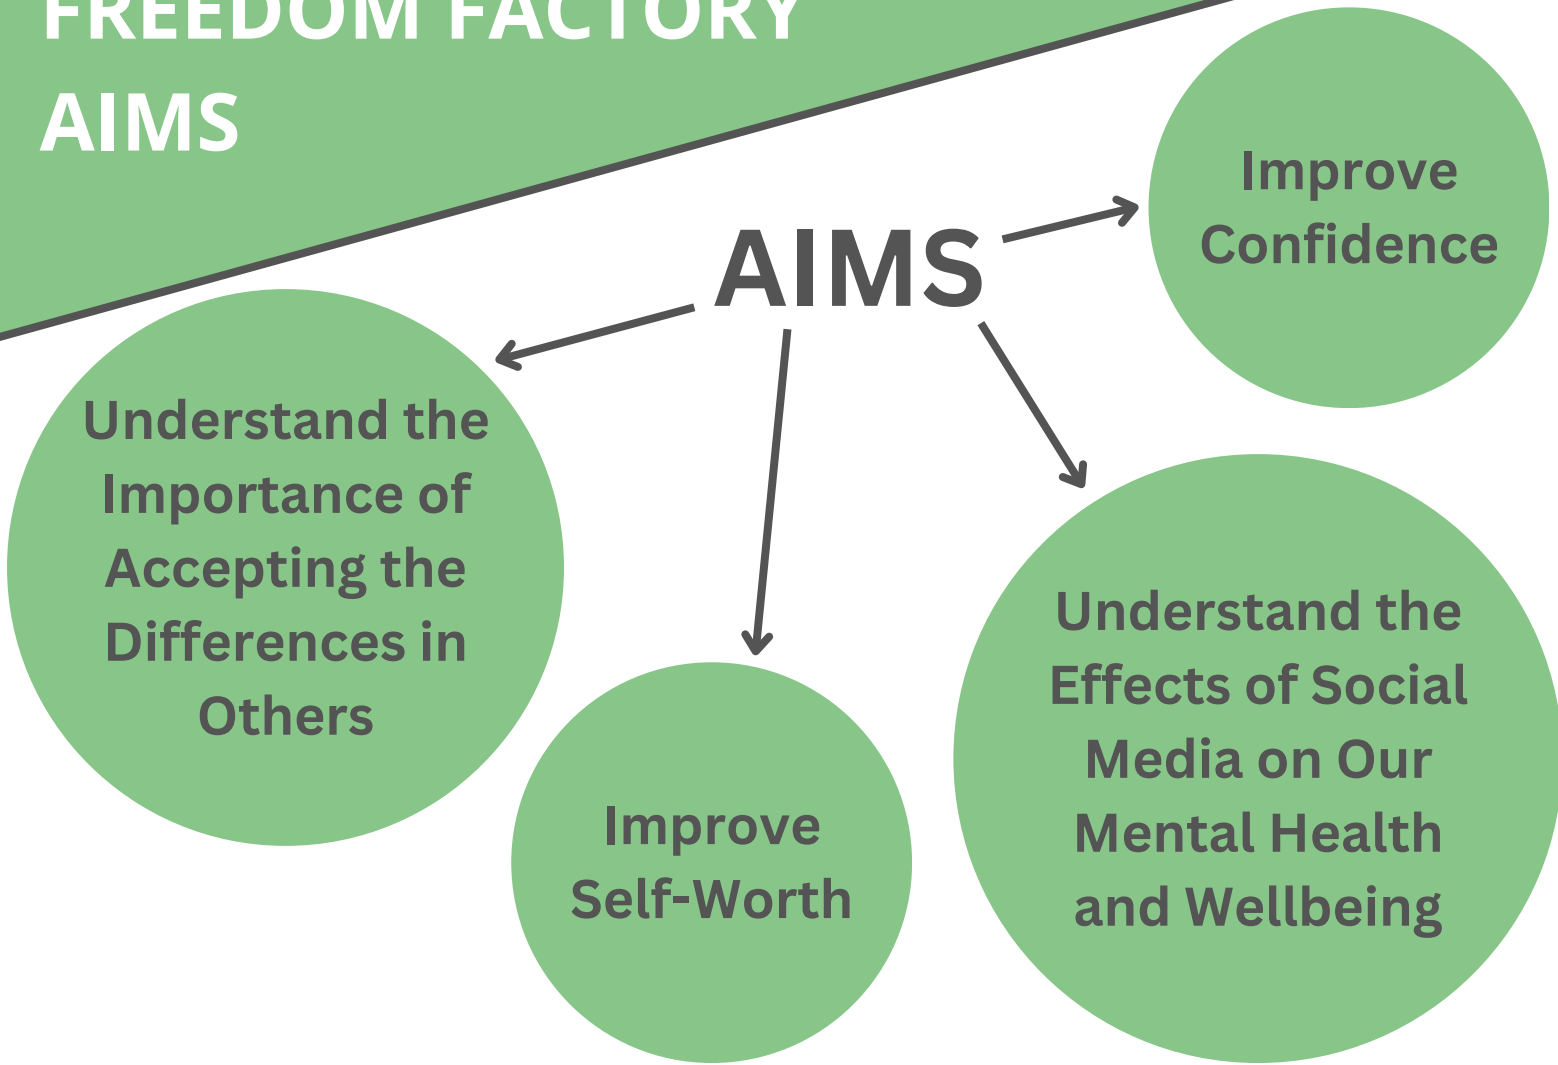 FREEDOM FACTORY
AIMS
AIMS
Improve
Confidence
Understand the
Importance of
Accepting the
Differences in
Others
Improve
Self-Worth
Understand the
Effects of Social
Media on Our
Mental Health
and Wellbeing